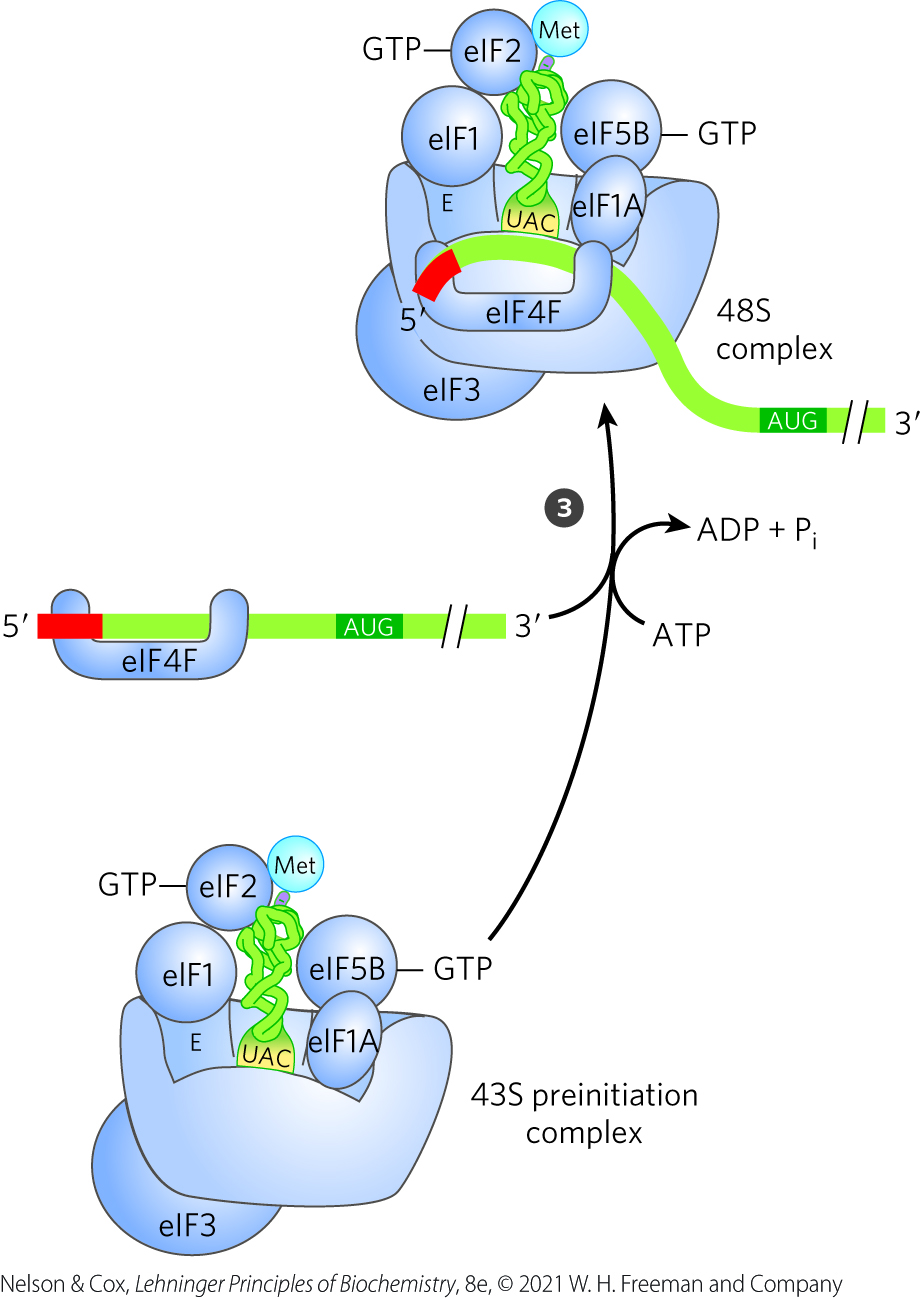 Met
GTP
eIF2
eIF1
eIF5B
GTP
E
eIF1A
UAC
5′
eIF4F
48S
complex
eIF3
AUG
3′
3
ADP + Pi
5′
AUG
3′
eIF4F
ATP
Met
GTP
eIF2
eIF1
eIF5B
GTP
E
eIF1A
UAC
43S preinitiation
complex
eIF3
Nelson & Cox, Lehninger Principles of Biochemistry, 8e, © 2021 W. H. Freeman and Company